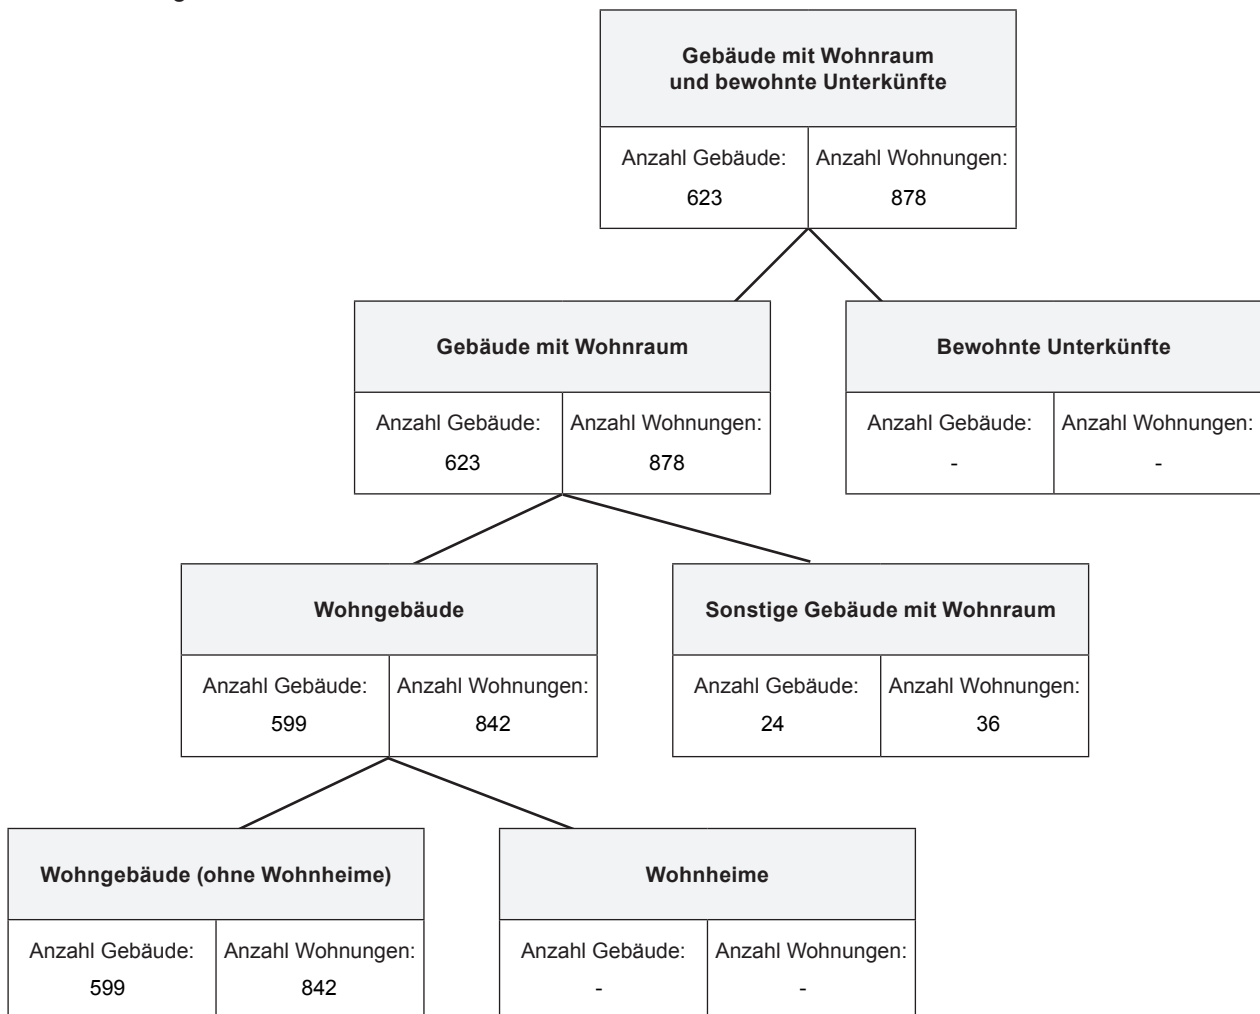 Gebäude mit Wohnraum
und bewohnte Unterkünfte
Anzahl Gebäude: Anzahl Wohnungen:
623 878
Gebäude mit Wohnraum
Bewohnte Unterkünfte
Anzahl Gebäude: Anzahl Wohnungen:
623 878
Anzahl Gebäude: Anzahl Wohnungen:
- -
Wohngebäude
Sonstige Gebäude mit Wohnraum
Anzahl Gebäude: Anzahl Wohnungen:
599 842
Anzahl Gebäude: Anzahl Wohnungen:
24 36
Wohngebäude (ohne Wohnheime)
Wohnheime
Anzahl Gebäude: Anzahl Wohnungen:
599 842
Anzahl Gebäude: Anzahl Wohnungen:
- -